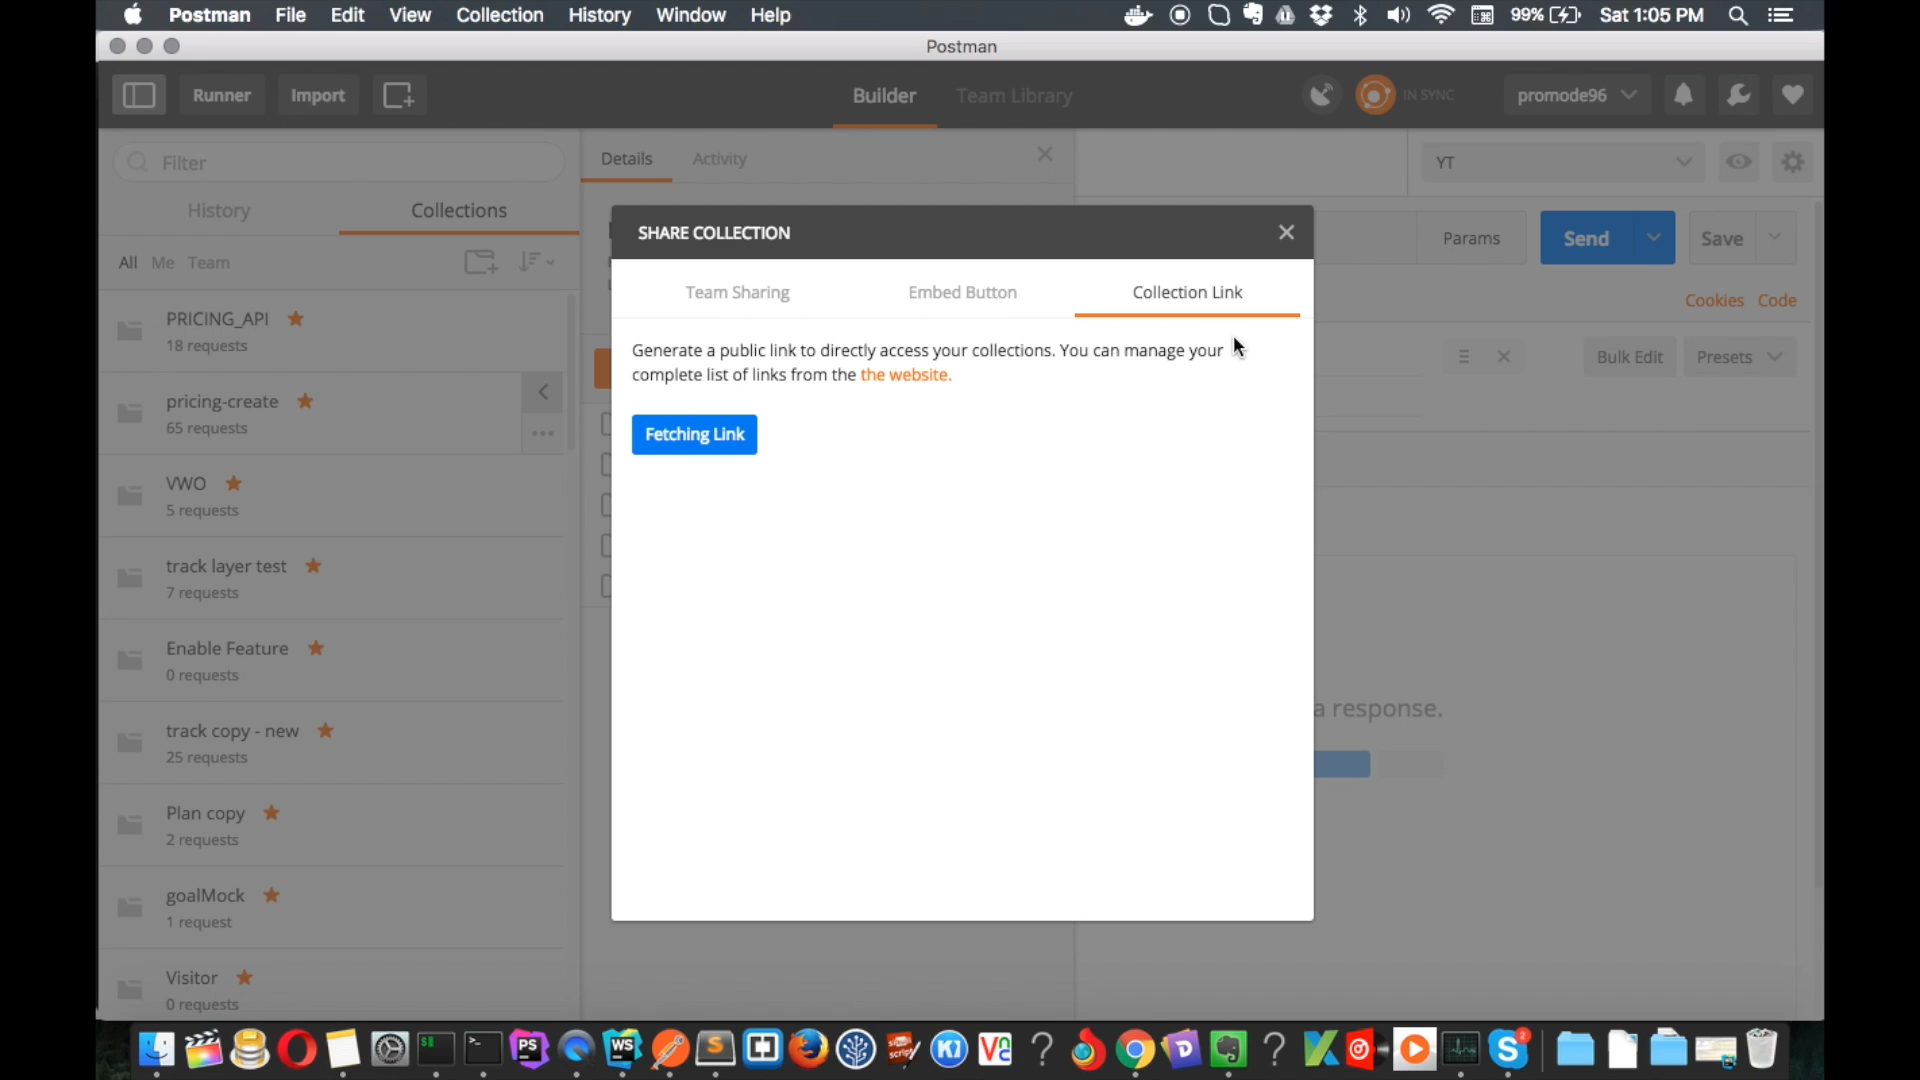 Postman File Edit View Collection History Window Help 99% Sat 1:05 PM
Postman
Runner Import Builder Team Library IN SYNC promode96
Filter
Details Activity
YT
History Collections
SHARE COLLECTION
Params Send Save
All Me Team
Team Sharing Embed Button Collection Link
Cookies Code
PRICING_API
18 requests
Generate a public link to directly access your collections. You can manage your
complete list of links from the the website.
Bulk Edit Presets
pricing-create
65 requests
Fetching Link
VWO
5 requests
track layer test
7 requests
Enable Feature
0 requests
track copy - new
25 requests
a response.
Plan copy
2 requests
goalMock
1 request
Visitor
0 requests
PS WS S K1 D 2